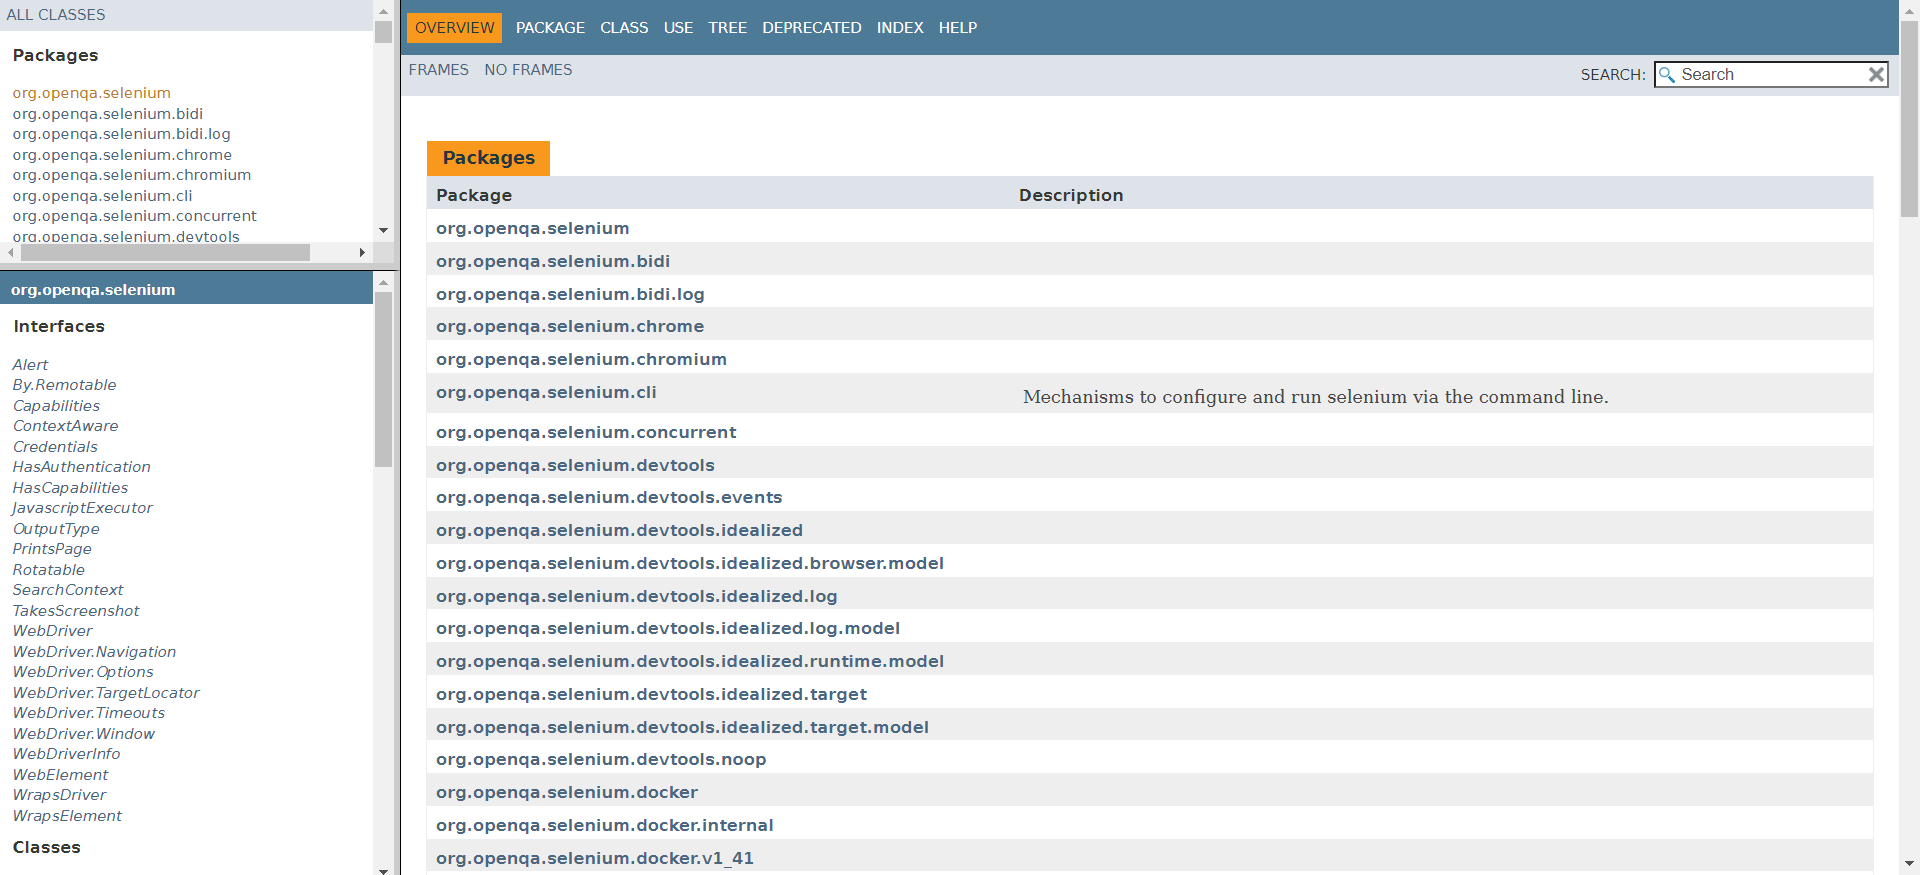 ALL CLASSES
Packages
org.openqa.selenium
org.openqa.selenium.bidi
org.openqa.selenium.bidi.log
org.openqa.selenium.chrome
org.openqa.selenium.chromium
org.openqa.selenium.cli
org.openqa.selenium.concurrent
org.openqa.selenium.devtools
org.openqa.selenium
Interfaces
Alert
By.Remotable
Capabilities
ContextAware
Credentials
HasAuthentication
HasCapabilities
JavascriptExecutor
OutputType
PrintsPage
Rotatable
SearchContext
TakesScreenshot
WebDriver
WebDriver.Navigation
WebDriver.Options
WebDriver.TargetLocator
WebDriver.Timeouts
WebDriver.Window
WebDriverInfo
WebElement
WrapsDriver
WrapsElement
Classes
OVERVIEW PACKAGE CLASS USE TREE DEPRECATED INDEX HELP
FRAMES NO FRAMES
SEARCH: Search
Packages
Package Description
org.openqa.selenium
org.openqa.selenium.bidi
org.openqa.selenium.bidi.log
org.openqa.selenium.chrome
org.openqa.selenium.chromium
org.openqa.selenium.cli Mechanisms to configure and run selenium via the command line.
org.openqa.selenium.concurrent
org.openqa.selenium.devtools
org.openqa.selenium.devtools.events
org.openqa.selenium.devtools.idealized
org.openqa.selenium.devtools.idealized.browser.model
org.openqa.selenium.devtools.idealized.log
org.openqa.selenium.devtools.idealized.log.model
org.openqa.selenium.devtools.idealized.runtime.model
org.openqa.selenium.devtools.idealized.target
org.openqa.selenium.devtools.idealized.target.model
org.openqa.selenium.devtools.noop
org.openqa.selenium.docker
org.openqa.selenium.docker.internal
org.openqa.selenium.docker.v1_41